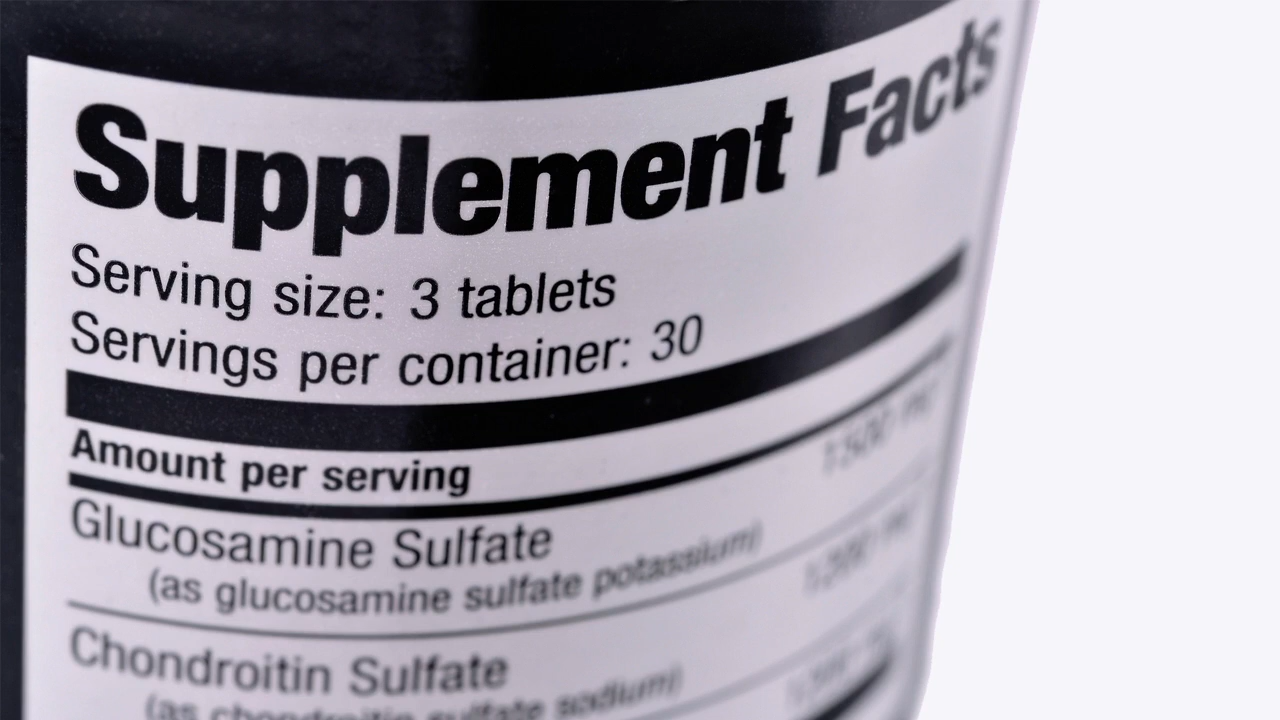 Supplement Facts
Serving size: 3 tablets
Servings per container: 30
Amount per serving
Glucosamine Sulfate
(as glucosamine sulfate potassium)
Chondroitin Sulfate
(as chondroitin sulfate sodium)